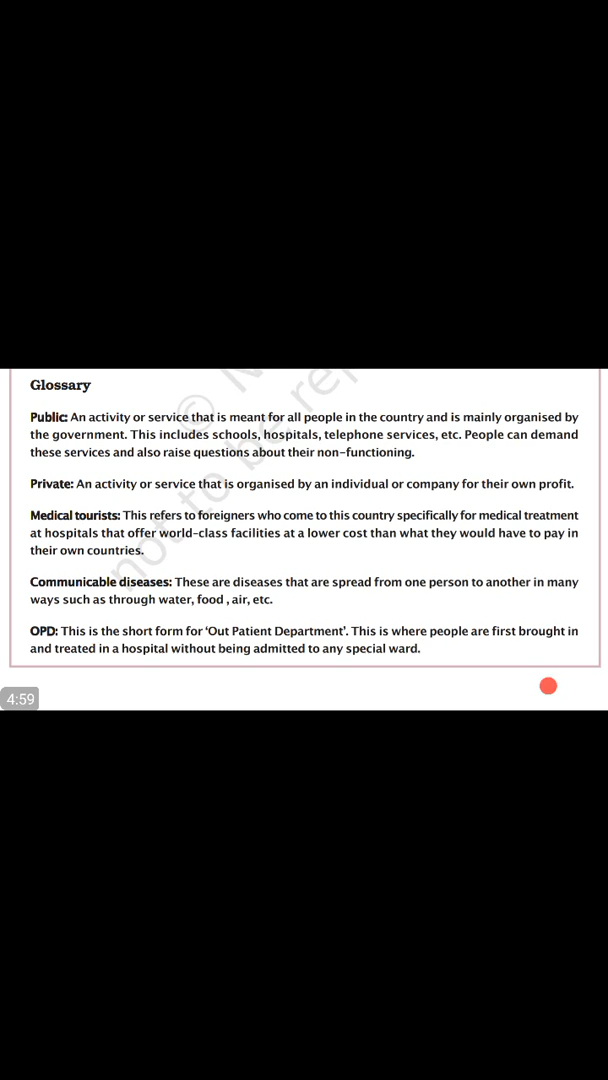 Glossary
Public: An activity or service that is meant for all people in the country and is mainly organised by
the government. This includes schools, hospitals, telephone services, etc. People can demand
these services and also raise questions about their non-functioning.
Private: An activity or service that is organised by an individual or company for their own profit.
Medical tourists: This refers to foreigners who come to this country specifically for medical treatment
at hospitals that offer world-class facilities at a lower cost than what they would have to pay in
their own countries.
Communicable diseases: These are diseases that are spread from one person to another in many
ways such as through water, food , air, etc.
OPD: This is the short form for ‘Out Patient Department’. This is where people are first brought in
and treated in a hospital without being admitted to any special ward.
4:59
© N
not to be rep